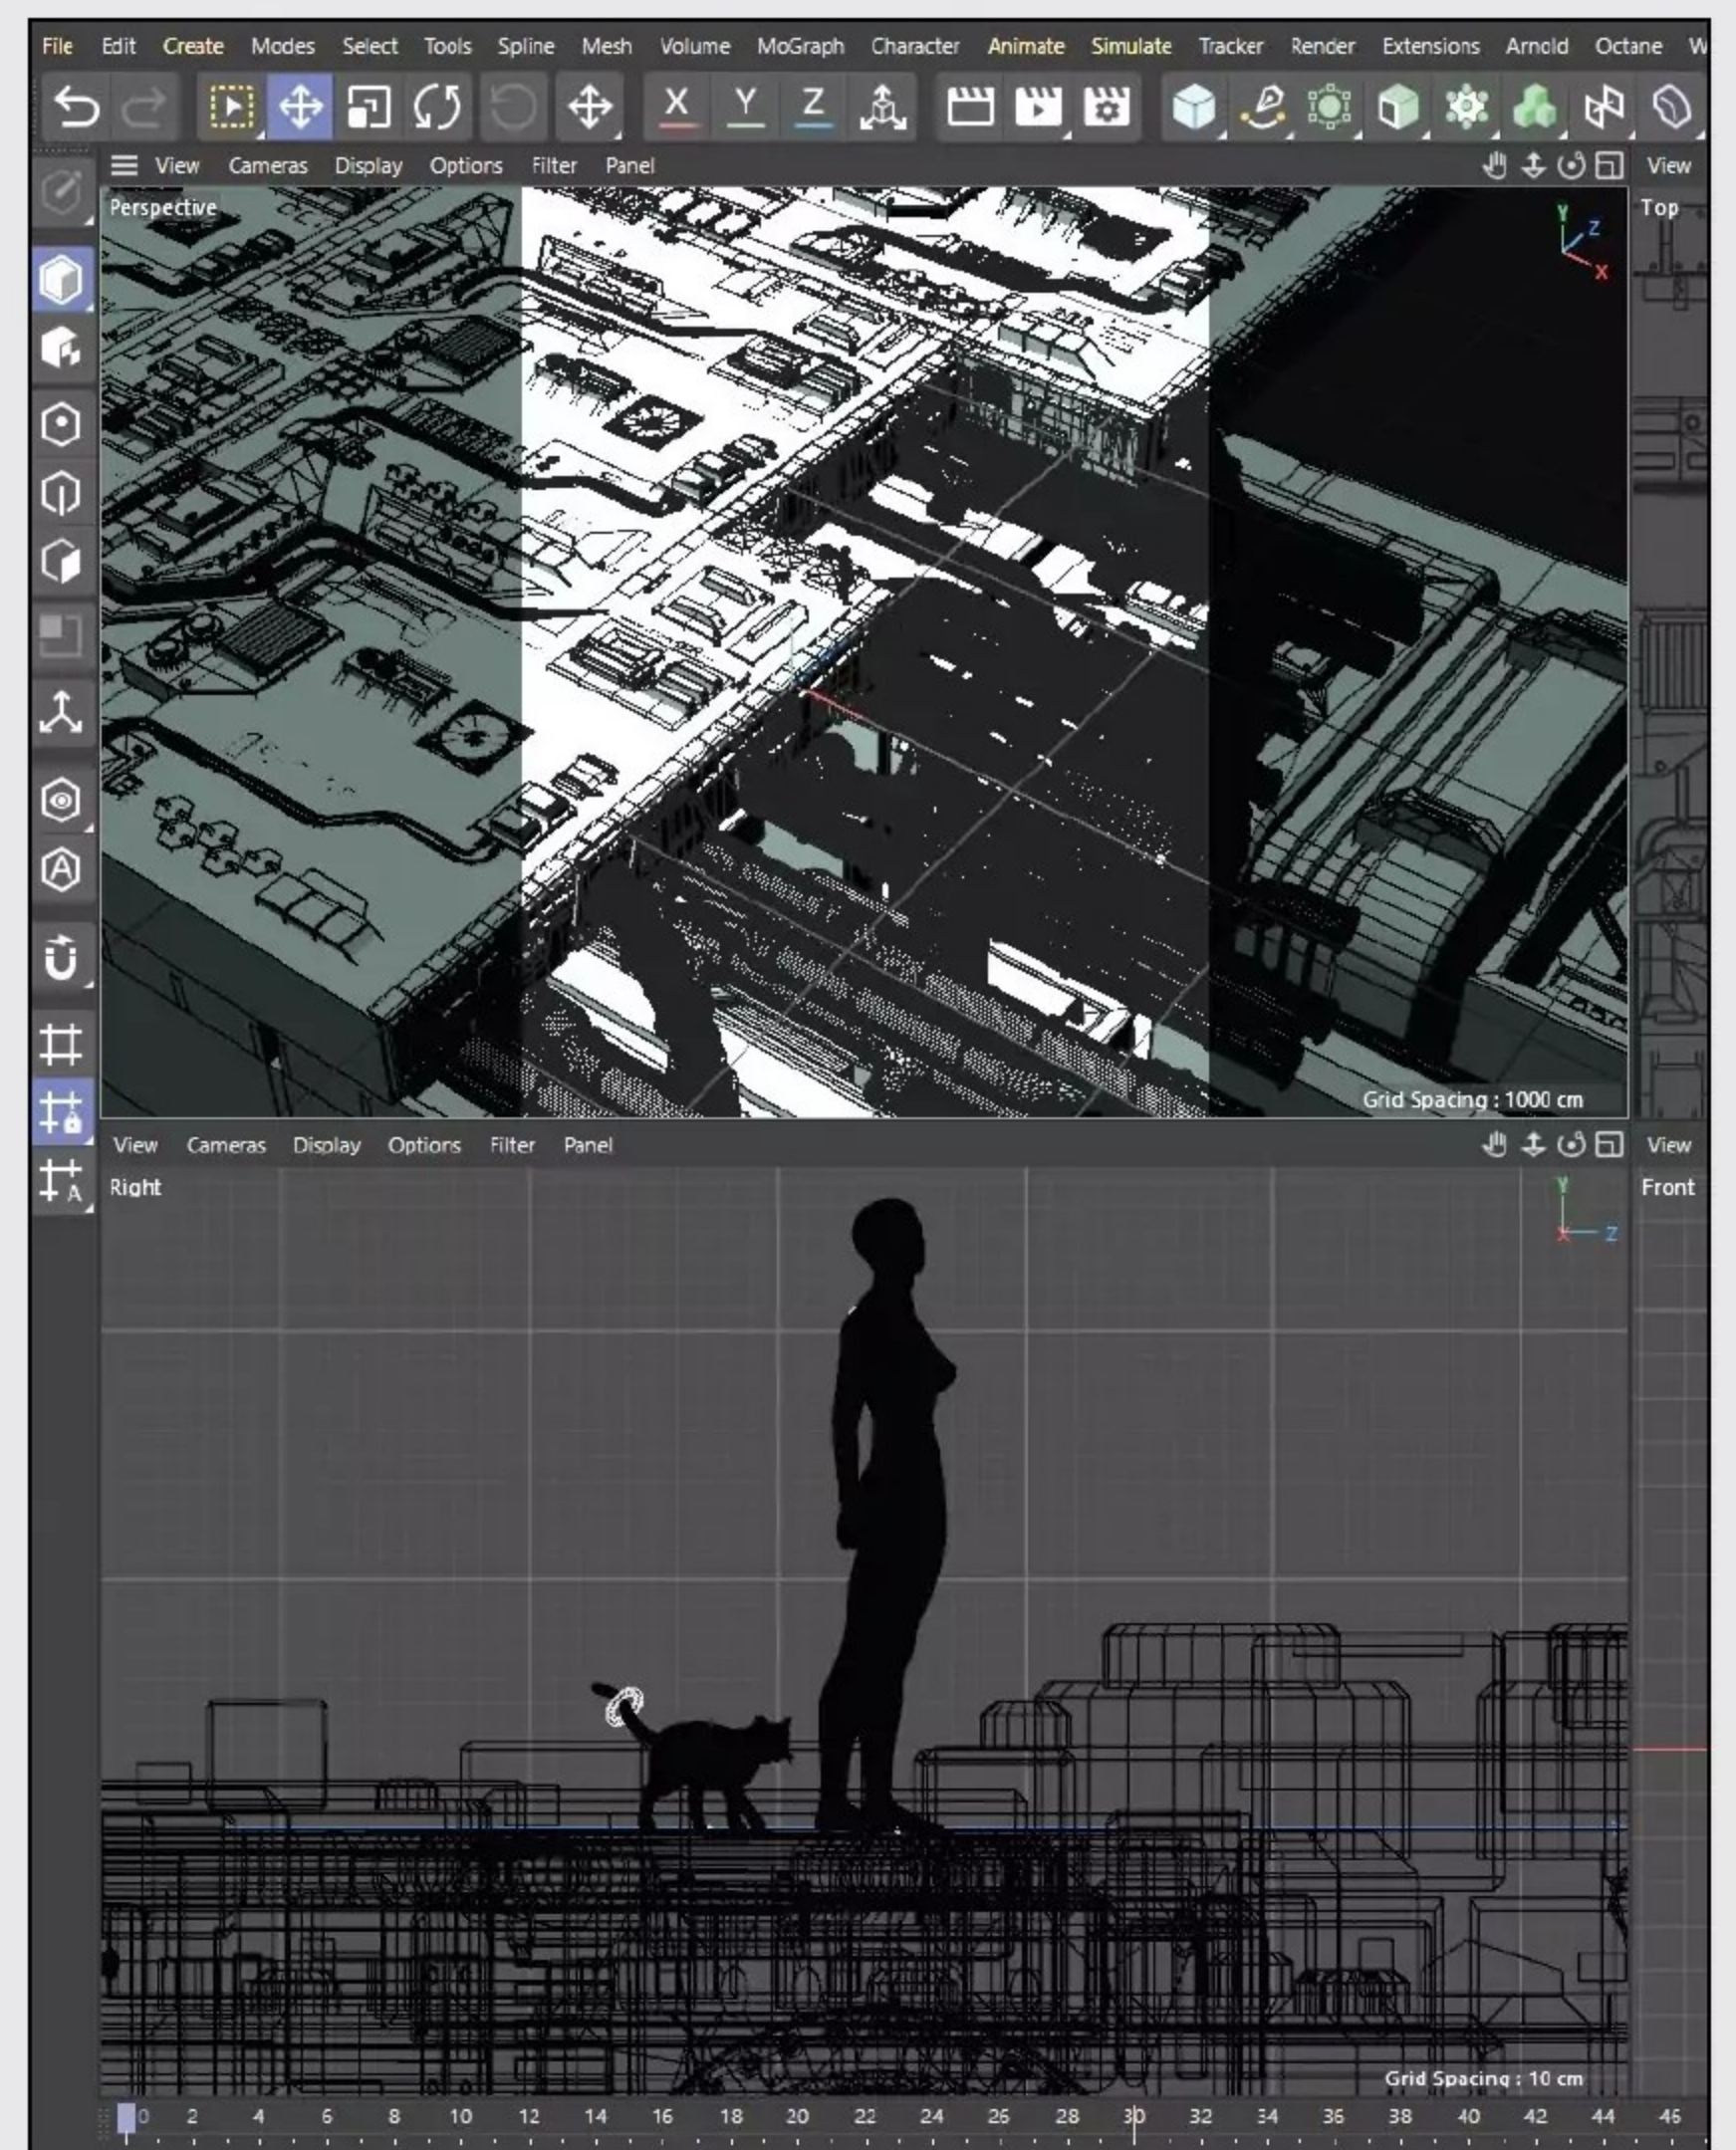 File Edit Create Modes Select Tools Spline Mesh Volume MoGraph Character Animate Simulate Tracker Render Extensions Arnold Octane W
X Y Z
View Cameras Display Options Filter Panel View
Perspective
Y
Z
X
Top
A
Grid Spacing : 1000 cm
View Cameras Display Options Filter Panel View
A
Right
Y
X Z
Front
Grid Spacing : 10 cm
0 2 4 6 8 10 12 14 16 18 20 22 24 26 28 30 32 34 36 38 40 42 44 46